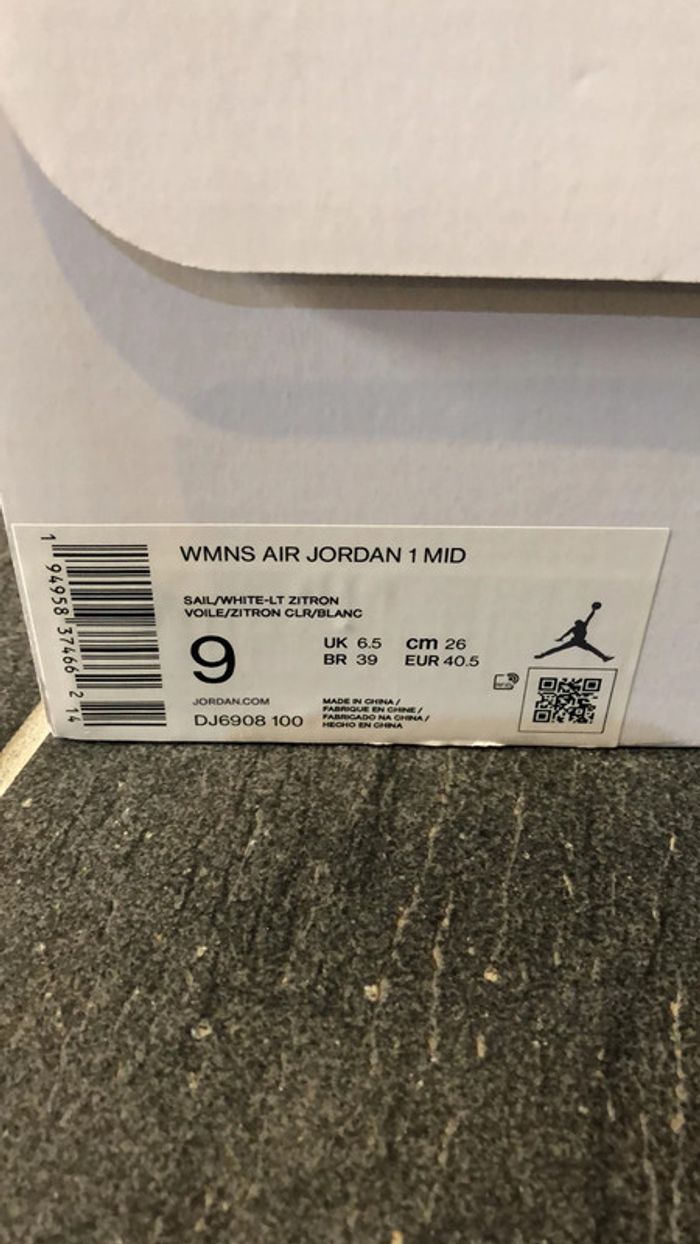 WMNS AIR JORDAN 1 MID
SAIL/WHITE-LT ZITRON
VOILE/ZITRON CLR/BLANC
9
UK 6.5 cm 26
BR 39 EUR 40.5
JORDAN.COM
DJ6908 100
MADE IN CHINA /
FABRIQUE EN CHINE /
FABRICADO NA CHINA /
HECHO EN CHINA
1 94958 37466 2 14